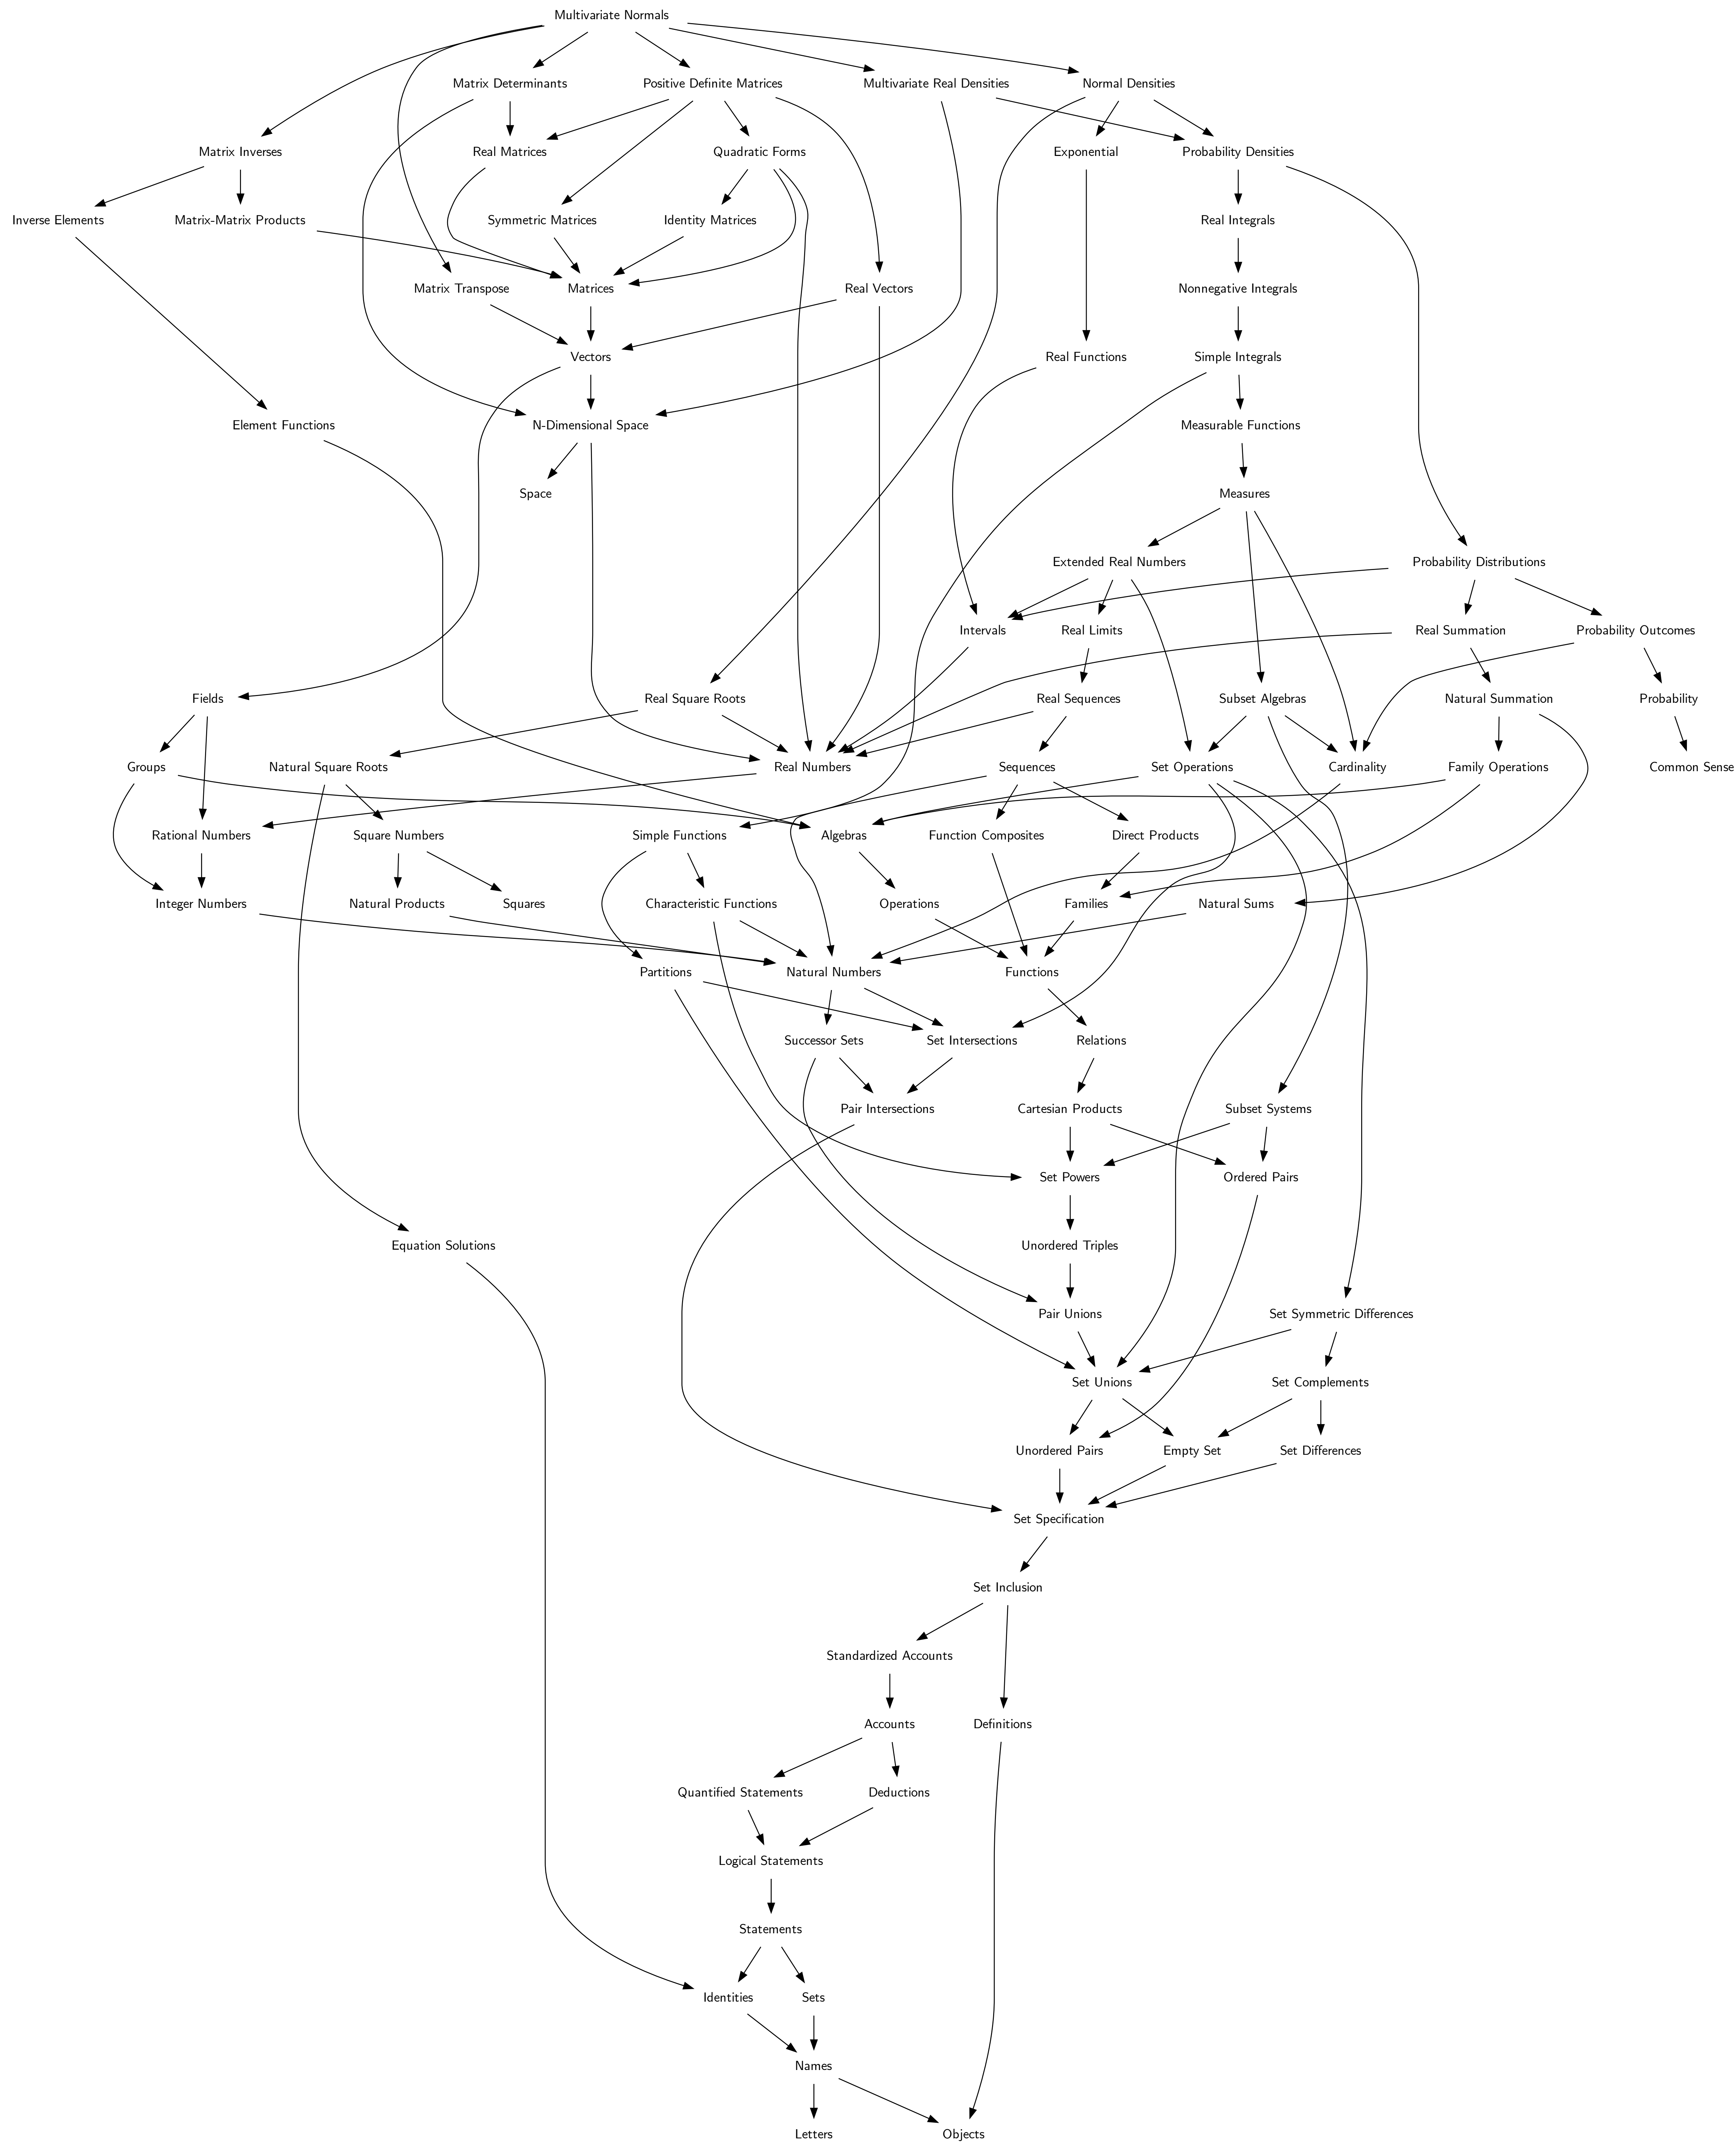 Multivariate Normals
Matrix Determinants
Positive Definite Matrices
Multivariate Real Densities
Normal Densities
Matrix Inverses
Real Matrices
Quadratic Forms
Exponential
Probability Densities
Inverse Elements
Matrix-Matrix Products
Symmetric Matrices
Identity Matrices
Real Integrals
Matrix Transpose
Matrices
Real Vectors
Nonnegative Integrals
Vectors
Real Functions
Simple Integrals
Element Functions
N-Dimensional Space
Measurable Functions
Space
Measures
Extended Real Numbers
Probability Distributions
Intervals
Real Limits
Real Summation
Probability Outcomes
Fields
Real Square Roots
Real Sequences
Subset Algebras
Natural Summation
Probability
Groups
Natural Square Roots
Real Numbers
Sequences
Set Operations
Cardinality
Family Operations
Common Sense
Rational Numbers
Square Numbers
Simple Functions
Algebras
Function Composites
Direct Products
Integer Numbers
Natural Products
Squares
Characteristic Functions
Operations
Families
Natural Sums
Partitions
Natural Numbers
Functions
Successor Sets
Set Intersections
Relations
Pair Intersections
Cartesian Products
Subset Systems
Set Powers
Ordered Pairs
Equation Solutions
Unordered Triples
Pair Unions
Set Symmetric Differences
Set Unions
Set Complements
Unordered Pairs
Empty Set
Set Differences
Set Specification
Set Inclusion
Standardized Accounts
Accounts
Definitions
Quantified Statements
Deductions
Logical Statements
Statements
Identities
Sets
Names
Letters
Objects